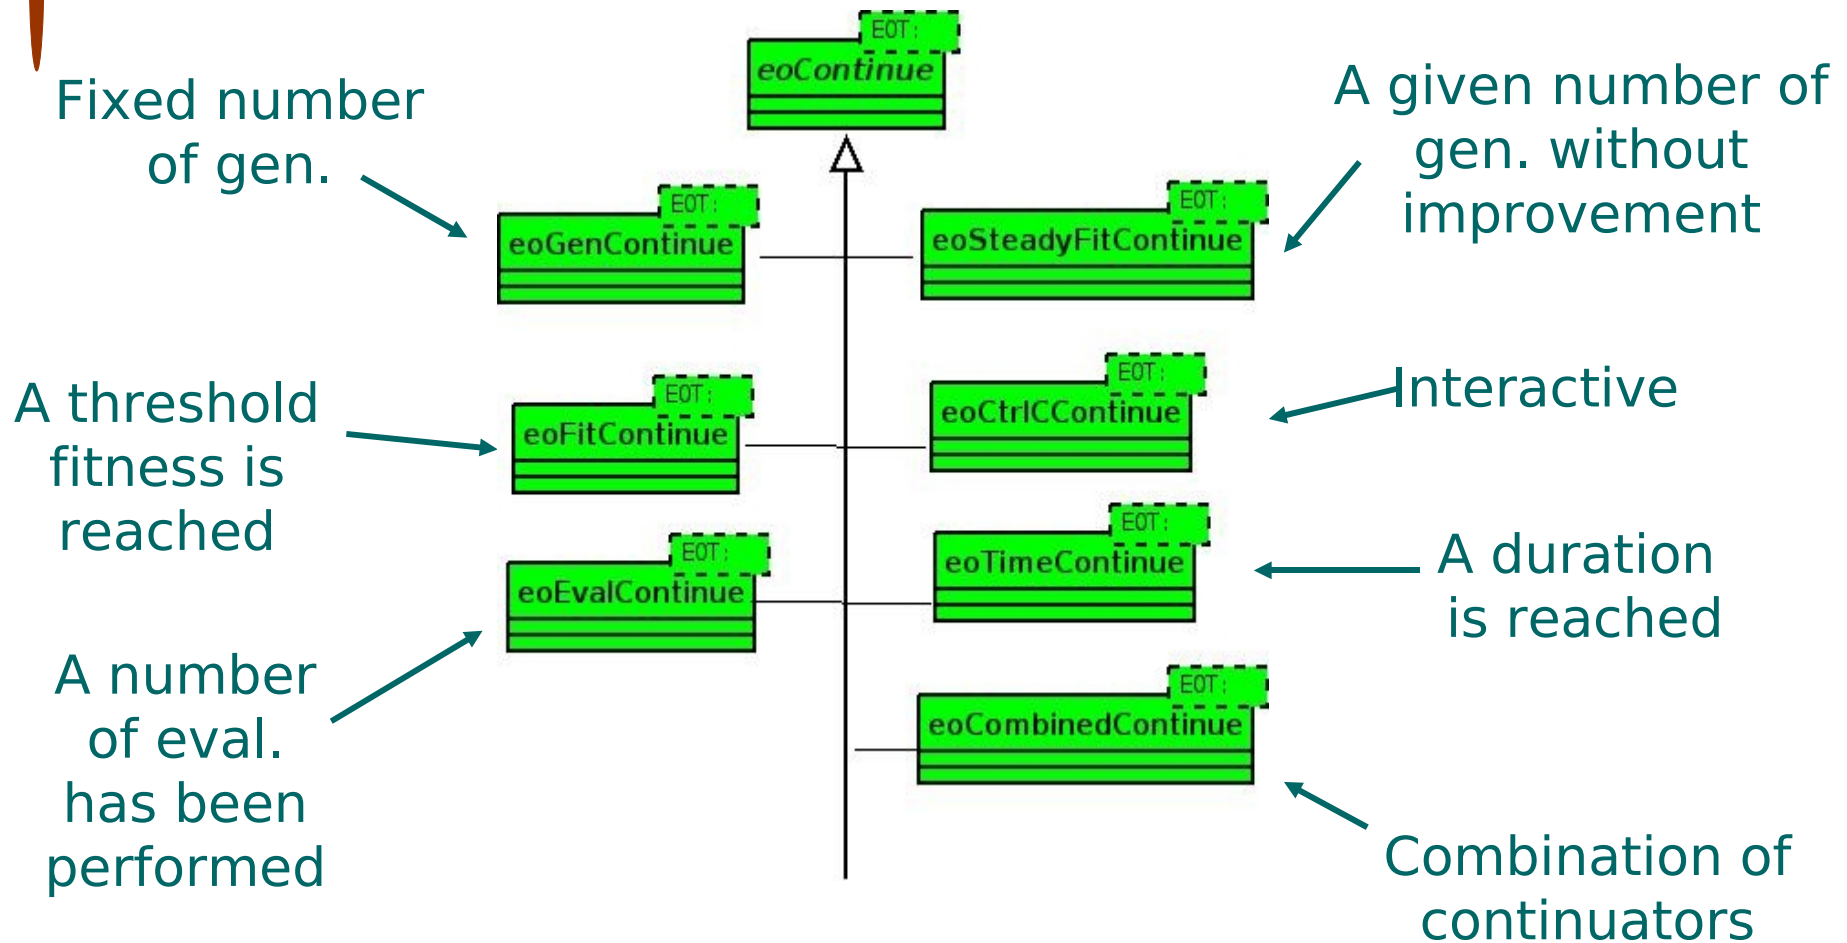 EOT:
eoContinue
Fixed number
of gen.
A given number of
gen. without
improvement
EOT:
eoGenContinue
EOT:
eoSteadyFitContinue
A threshold
fitness is
reached
EOT:
eoFitContinue
EOT:
eoCtrlCContinue
Interactive
EOT:
eoEvalContinue
EOT:
eoTimeContinue
A duration
is reached
A number
of eval.
has been
performed
EOT:
eoCombinedContinue
Combination of
continuators